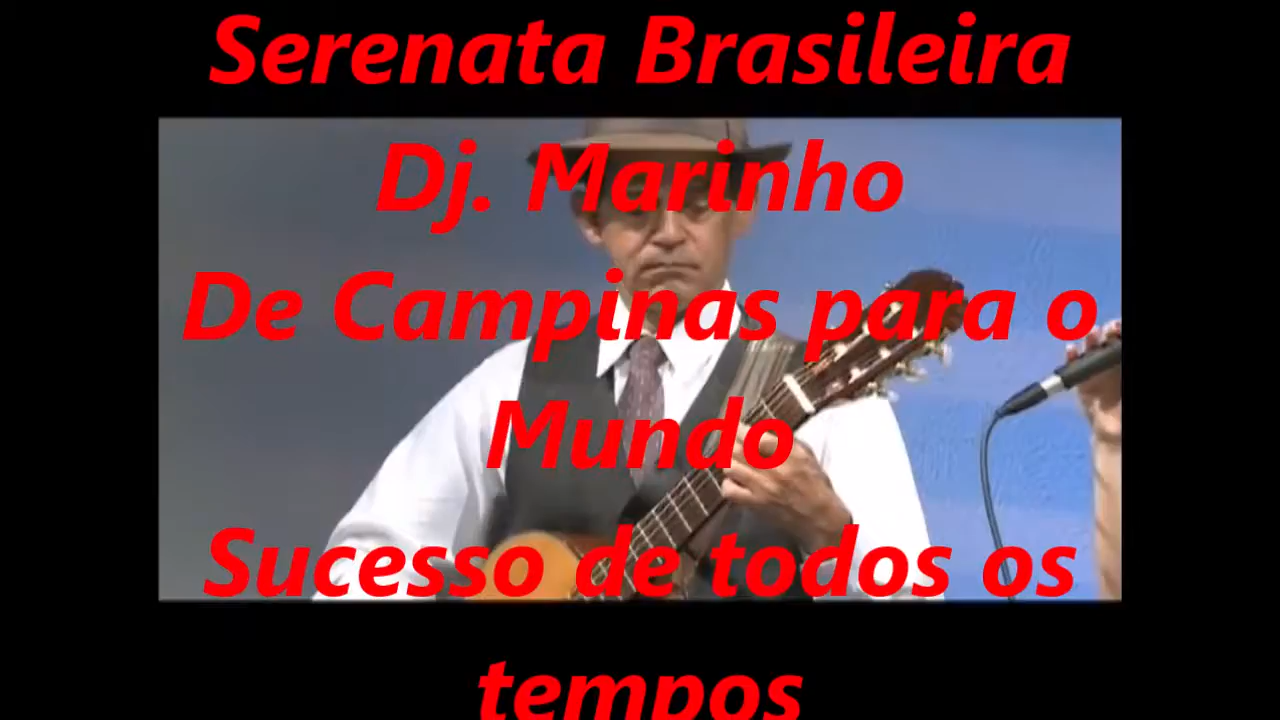 Serenata Brasileira
Dj. Marinho
De Campinas para o
Mundo
Sucesso de todos os
tempos